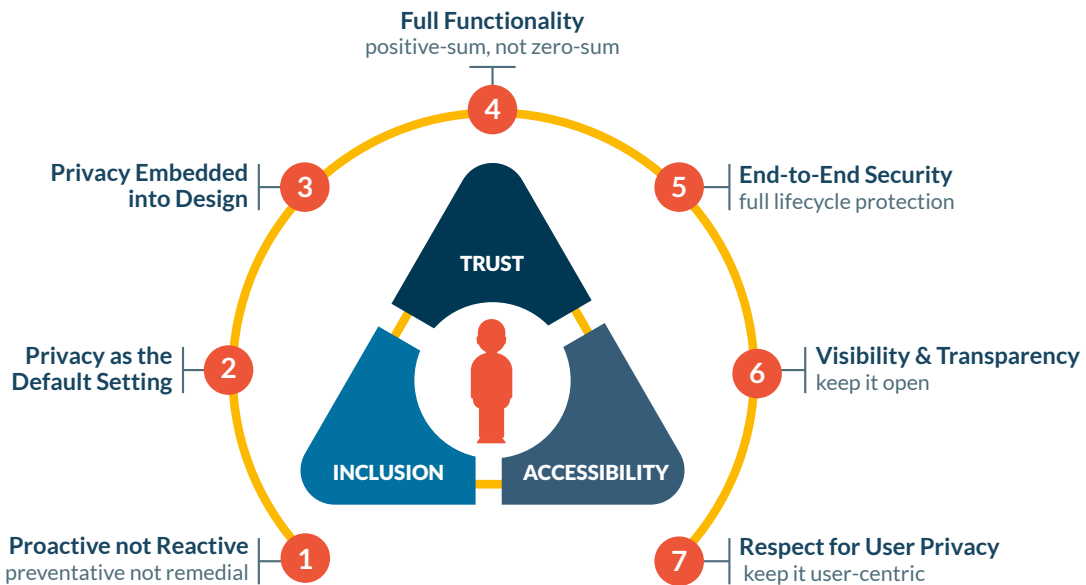 Full Functionality
positive-sum, not zero-sum
4
Privacy Embedded
into Design
3
5
End-to-End Security
full lifecycle protection
TRUST
Privacy as the
Default Setting
2
6
Visibility & Transparency
keep it open
INCLUSION
ACCESSIBILITY
Proactive not Reactive
preventative not remedial
1
7
Respect for User Privacy
keep it user-centric